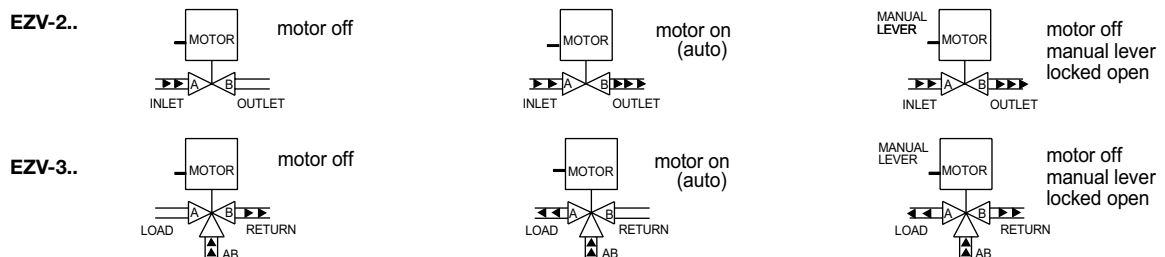 EZV-2..
MOTOR
motor off
A B
INLET OUTLET
MOTOR
motor on
(auto)
A B
INLET OUTLET
MANUAL
LEVER
MOTOR
motor off
manual lever
locked open
A B
INLET OUTLET
EZV-3..
MOTOR
motor off
A B
LOAD RETURN
AB
MOTOR
motor on
(auto)
A B
LOAD RETURN
AB
MANUAL
LEVER
MOTOR
motor off
manual lever
locked open
A B
LOAD RETURN
AB